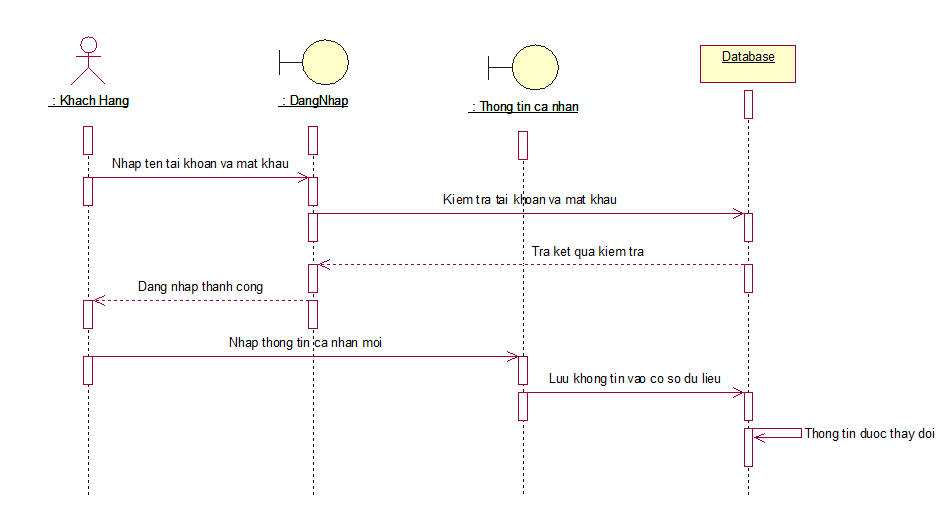 Database
: Khach Hang
: DangNhap
: Thong tin ca nhan
Nhap ten tai khoan va mat khau
Kiem tra tai khoan va mat khau
Tra ket qua kiem tra
Dang nhap thanh cong
Nhap thong tin ca nhan moi
Luu khong tin vao co so du lieu
Thong tin duoc thay doi